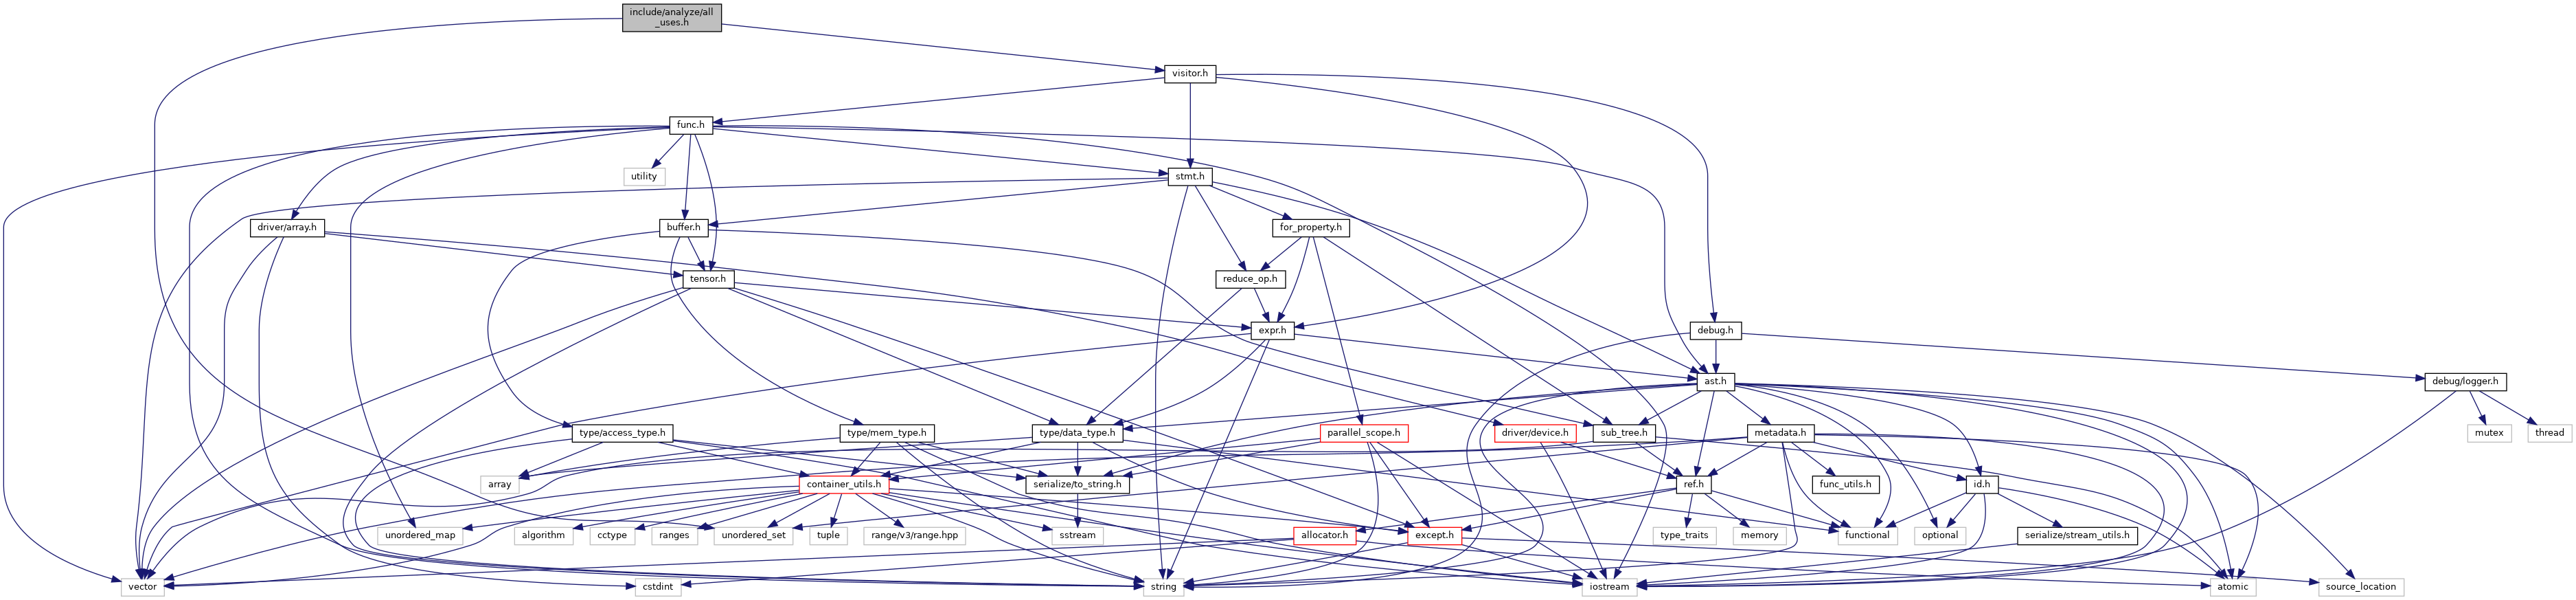 include/analyze/all
_uses.h
visitor.h
func.h
utility
stmt.h
driver/array.h
buffer.h
for_property.h
tensor.h
reduce_op.h
expr.h
debug.h
ast.h
debug/logger.h
type/access_type.h
type/mem_type.h
type/data_type.h
parallel_scope.h
driver/device.h
sub_tree.h
metadata.h
mutex
thread
array
container_utils.h
serialize/to_string.h
ref.h
func_utils.h
id.h
unordered_map
algorithm
cctype
ranges
unordered_set
tuple
range/v3/range.hpp
sstream
allocator.h
except.h
type_traits
memory
functional
optional
serialize/stream_utils.h
vector
cstdint
string
iostream
atomic
source_location